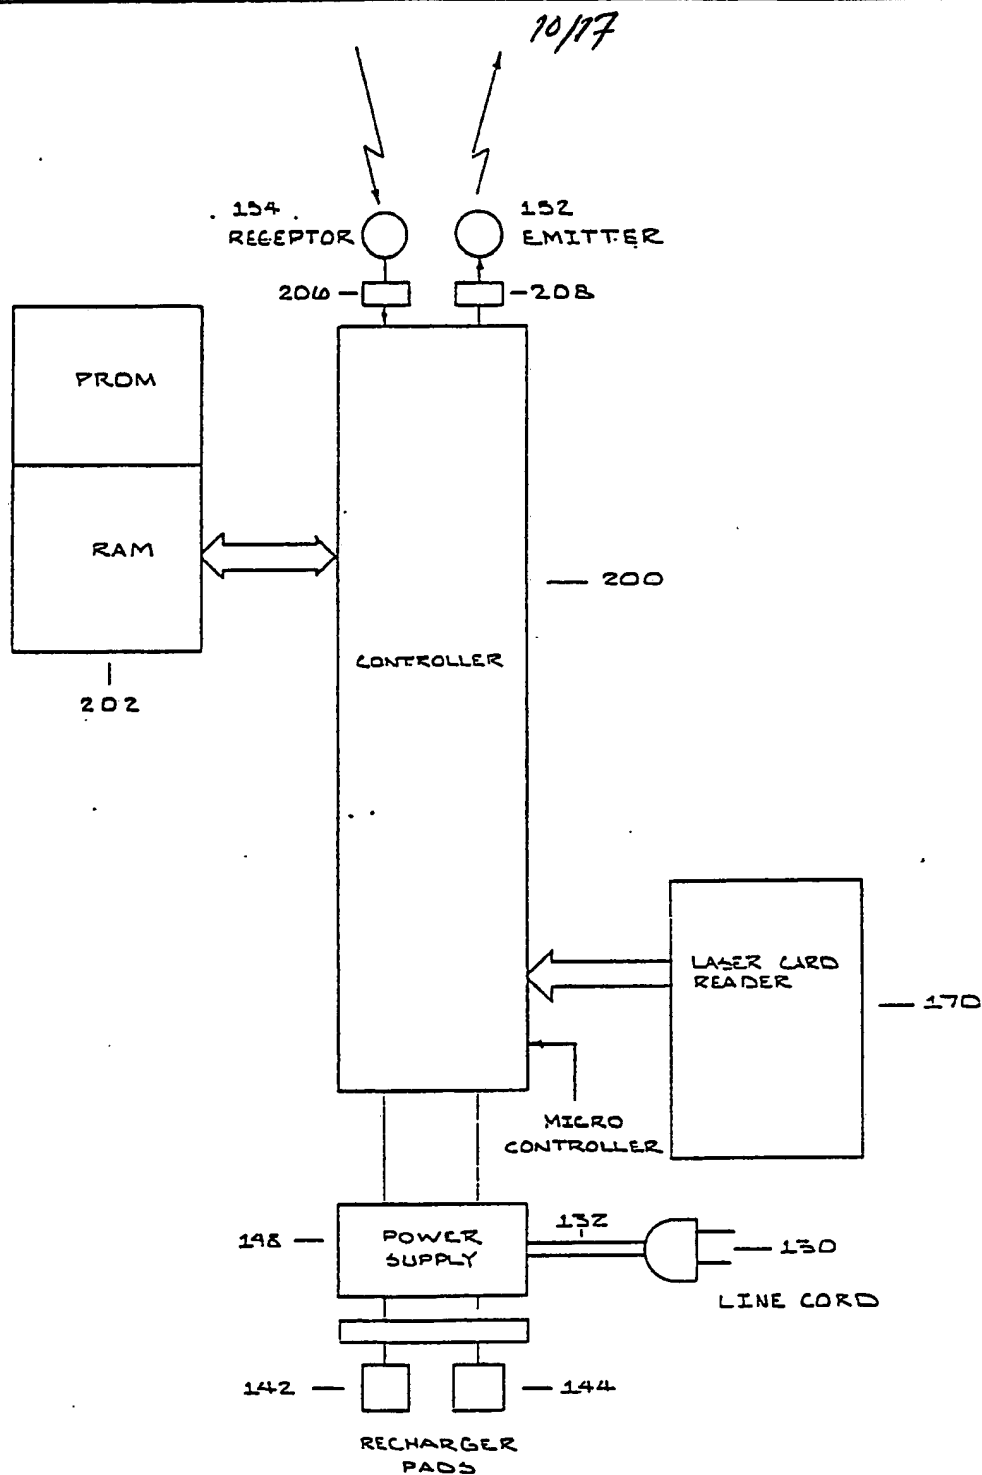 10/17
154
RECEPTOR
152
EMITTER
206
208
PROM
RAM
200
CONTROLLER
202
LASER CARD
READER
170
MICRO
CONTROLLER
148
POWER
SUPPLY
132
130
LINE CORD
142
144
RECHARGER
PADS